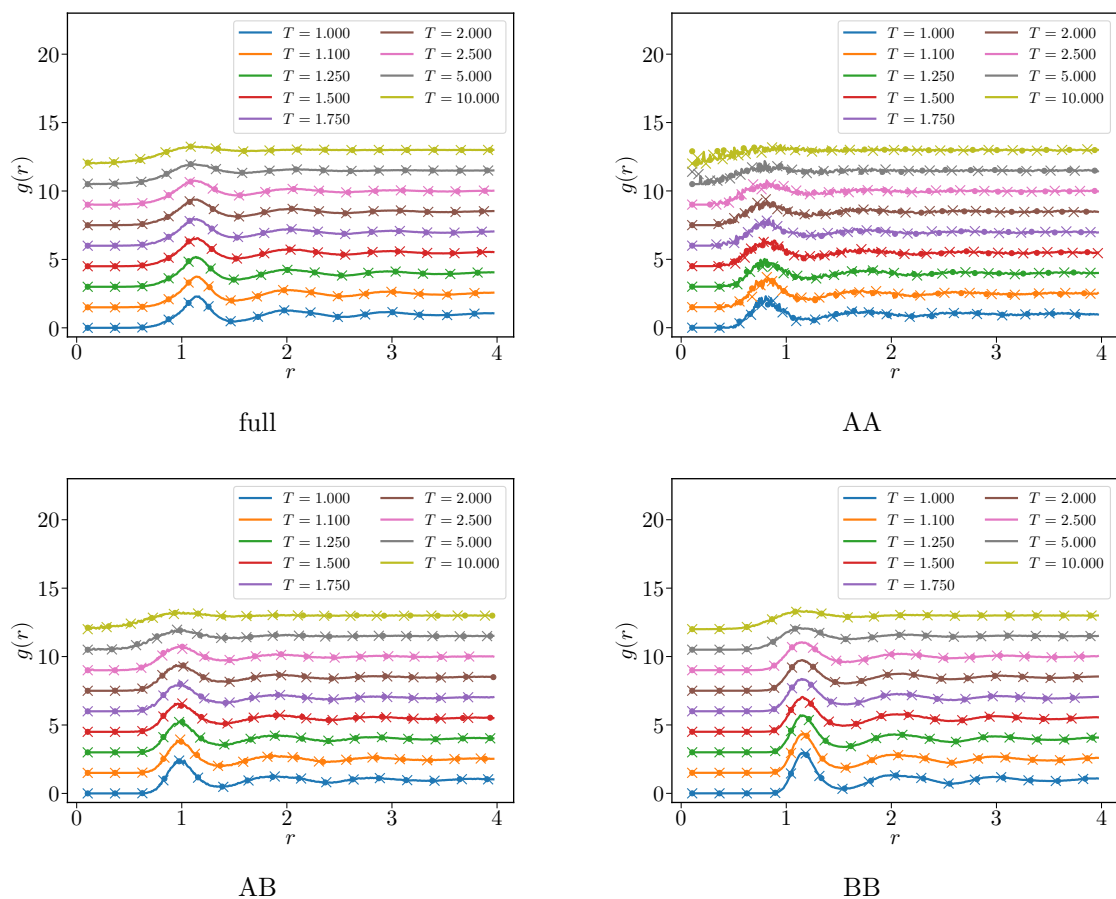 T = 1.000 T = 2.000
T = 1.100 T = 2.500
T = 1.250 T = 5.000
T = 1.500 T = 10.000
T = 1.750
g(r)
20
15
10
5
0
0 1 2 3 4
r
full
T = 1.000 T = 2.000
T = 1.100 T = 2.500
T = 1.250 T = 5.000
T = 1.500 T = 10.000
T = 1.750
g(r)
20
15
10
5
0
0 1 2 3 4
r
AA
T = 1.000 T = 2.000
T = 1.100 T = 2.500
T = 1.250 T = 5.000
T = 1.500 T = 10.000
T = 1.750
g(r)
20
15
10
5
0
0 1 2 3 4
r
AB
T = 1.000 T = 2.000
T = 1.100 T = 2.500
T = 1.250 T = 5.000
T = 1.500 T = 10.000
T = 1.750
g(r)
20
15
10
5
0
0 1 2 3 4
r
BB